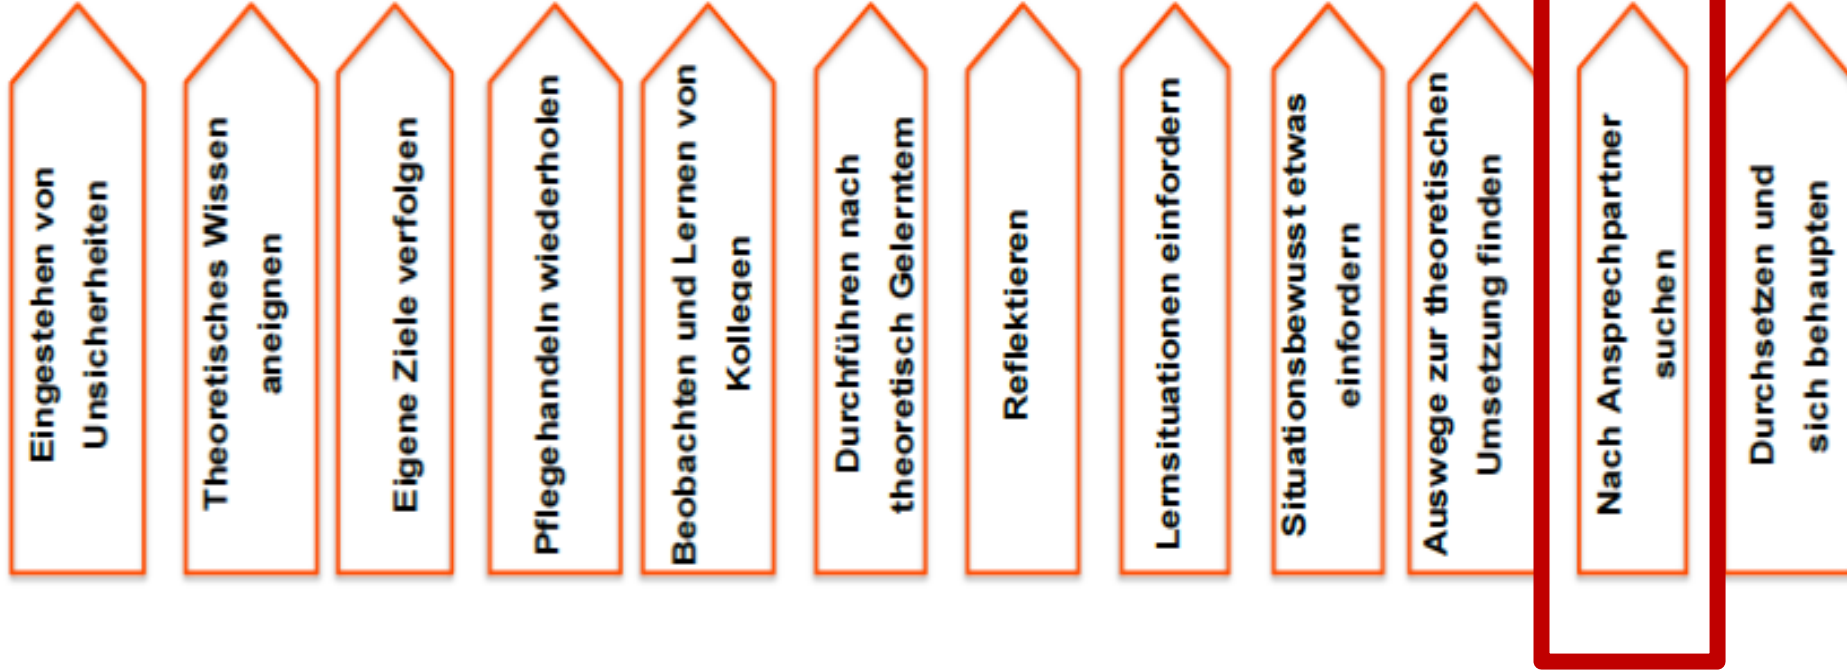 Eingestehen von
Unsicherheiten
Theoretisches Wissen
aneignen
Eigene Ziele verfolgen
Pflegehandeln wiederholen
Beobachten und Lernen von
Kollegen
Durchführen nach
theoretisch Gelerntem
Reflektieren
Lernsituationen einfordern
Situationsbewusst etwas
einfordern
Auswege zur theoretischen
Umsetzung finden
Nach Ansprechpartner
suchen
Durchsetzen und
sich behaupten